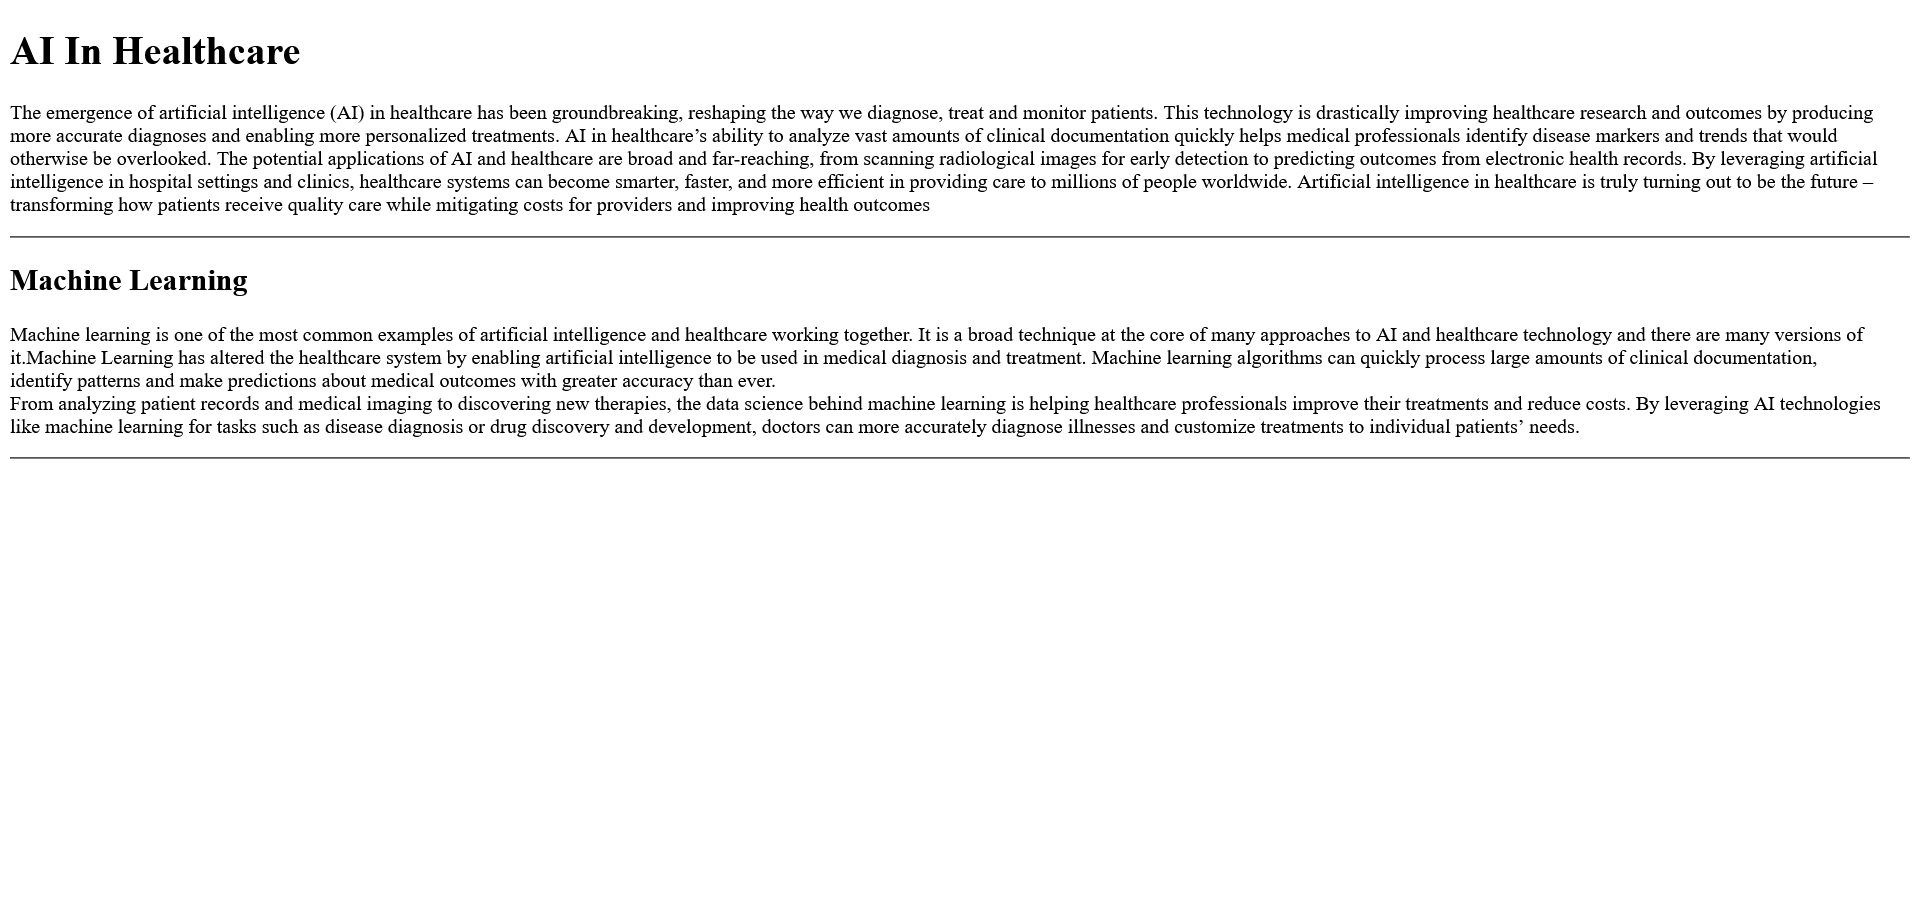 AI In Healthcare
The emergence of artificial intelligence (AI) in healthcare has been groundbreaking, reshaping the way we diagnose, treat and monitor patients. This technology is drastically improving healthcare research and outcomes by producing
more accurate diagnoses and enabling more personalized treatments. AI in healthcare’s ability to analyze vast amounts of clinical documentation quickly helps medical professionals identify disease markers and trends that would
otherwise be overlooked. The potential applications of AI and healthcare are broad and far-reaching, from scanning radiological images for early detection to predicting outcomes from electronic health records. By leveraging artificial
intelligence in hospital settings and clinics, healthcare systems can become smarter, faster, and more efficient in providing care to millions of people worldwide. Artificial intelligence in healthcare is truly turning out to be the future –
transforming how patients receive quality care while mitigating costs for providers and improving health outcomes
Machine Learning
Machine learning is one of the most common examples of artificial intelligence and healthcare working together. It is a broad technique at the core of many approaches to AI and healthcare technology and there are many versions of
it.Machine Learning has altered the healthcare system by enabling artificial intelligence to be used in medical diagnosis and treatment. Machine learning algorithms can quickly process large amounts of clinical documentation,
identify patterns and make predictions about medical outcomes with greater accuracy than ever.
From analyzing patient records and medical imaging to discovering new therapies, the data science behind machine learning is helping healthcare professionals improve their treatments and reduce costs. By leveraging AI technologies
like machine learning for tasks such as disease diagnosis or drug discovery and development, doctors can more accurately diagnose illnesses and customize treatments to individual patients’ needs.